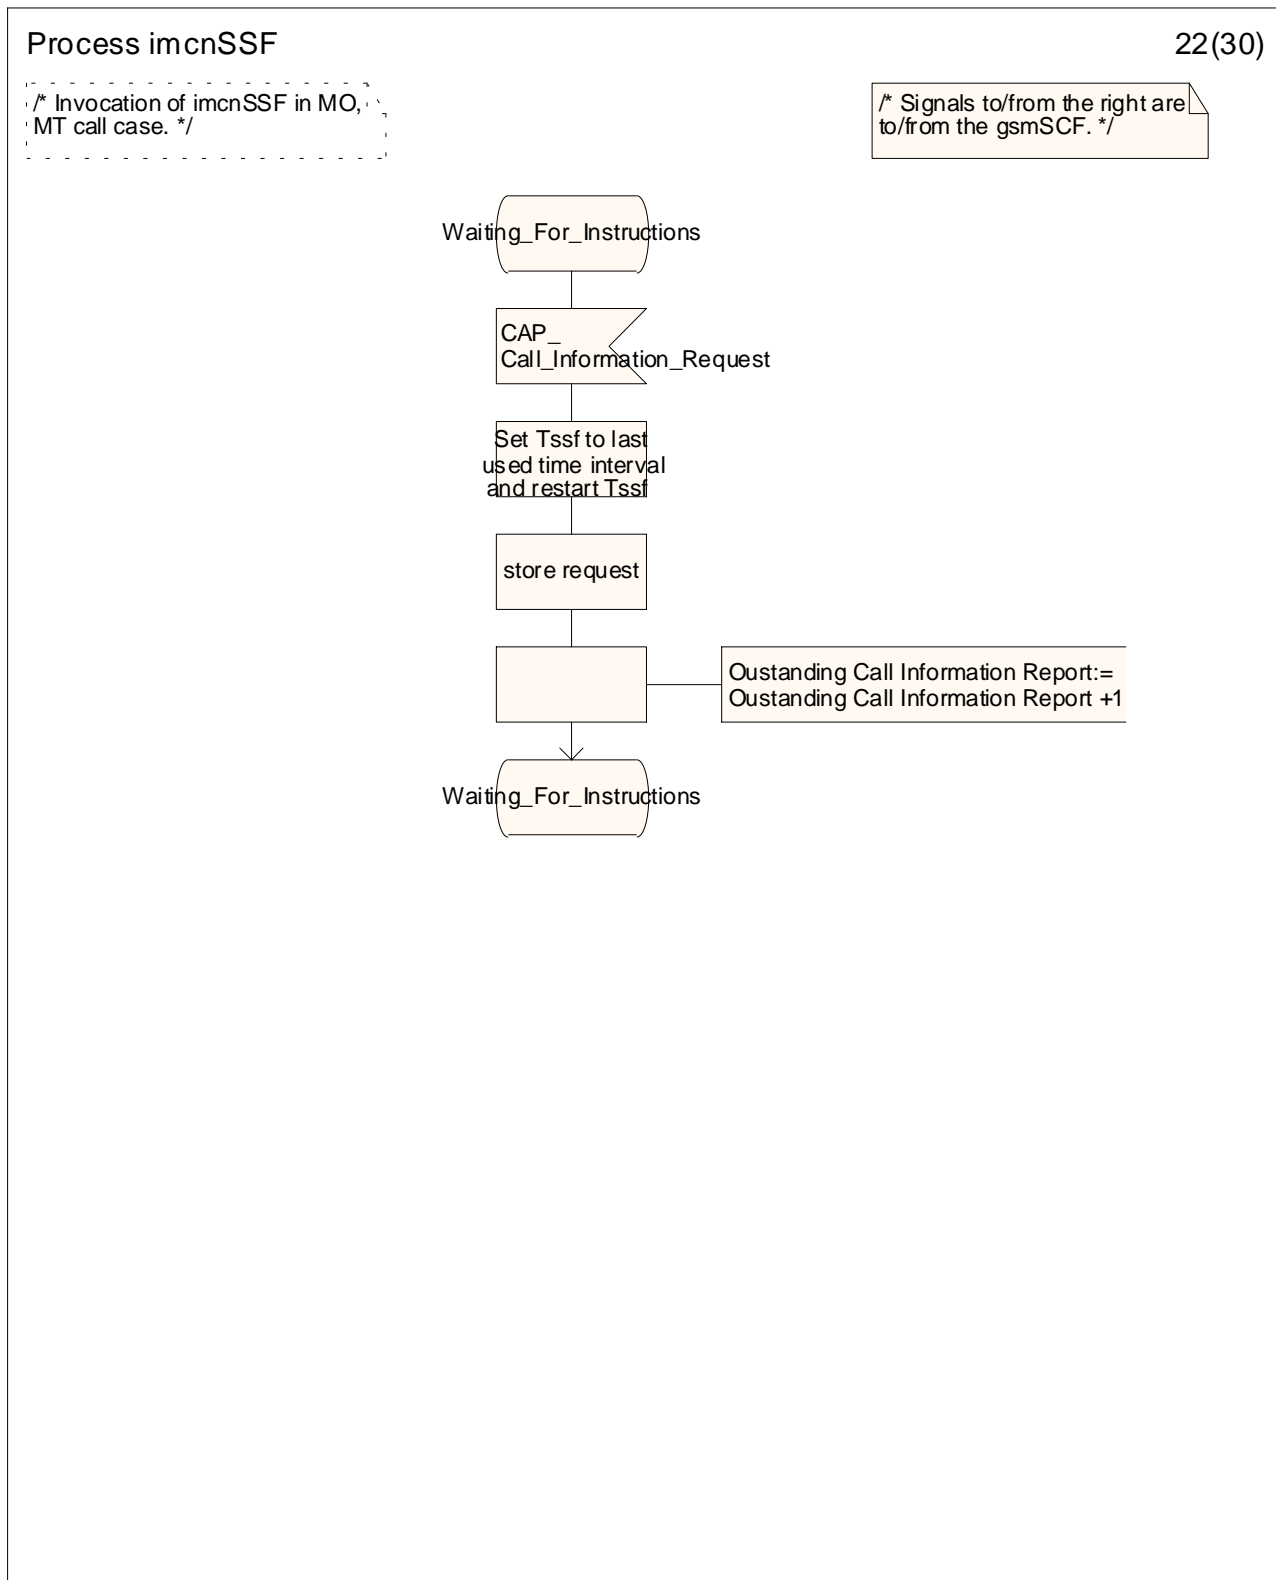 Process imcnSSF
22(30)
/* Invocation of imcnSSF in MO,
MT call case. */
/* Signals to/from the right are
to/from the gsmSCF. */
Waiting_For_Instructions
CAP_
Call_Information_Request
Set Tssf to last
used time interval
and restart Tssf
store request
Oustanding Call Information Report:=
Oustanding Call Information Report +1
Waiting_For_Instructions